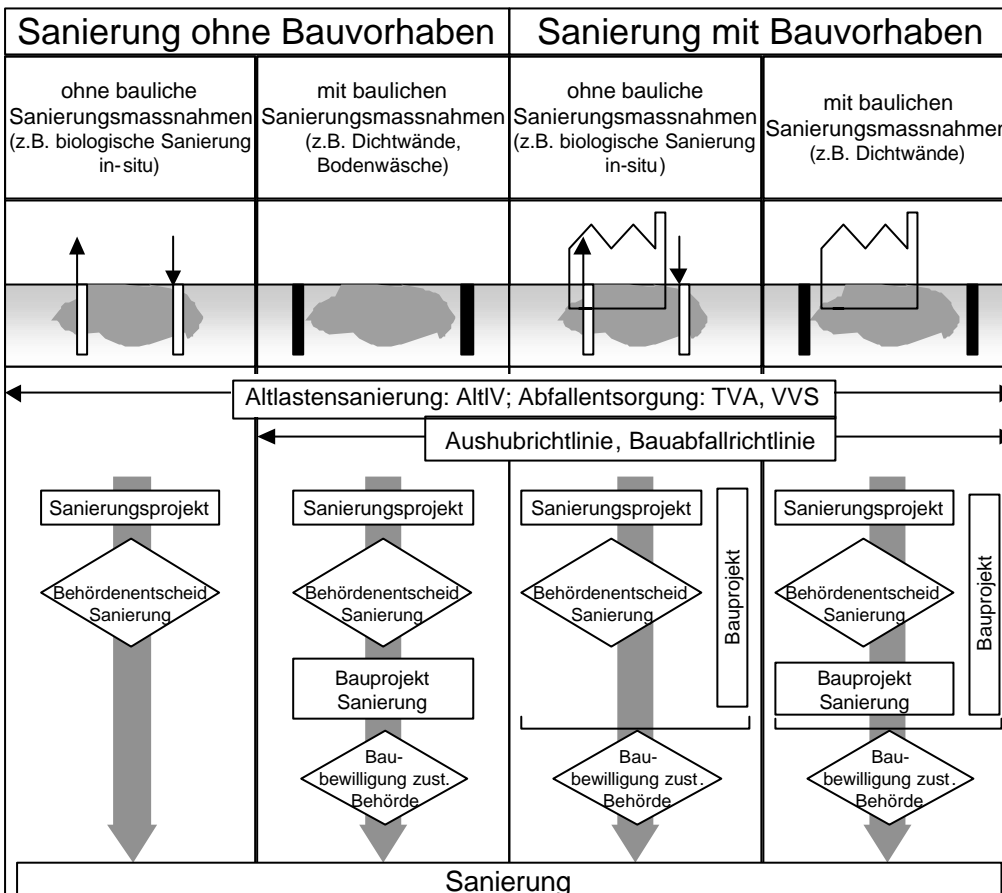 Sanierung ohne Bauvorhaben
Sanierung mit Bauvorhaben
ohne bauliche
Sanierungsmassnahmen
(z.B. biologische Sanierung
in-situ)
mit baulichen
Sanierungsmassnahmen
(z.B. Dichtwände,
Bodenwäsche)
ohne bauliche
Sanierungsmassnahmen
(z.B. biologische Sanierung
in-situ)
mit baulichen
Sanierungsmassnahmen
(z.B. Dichtwände)
Altlastensanierung: AltlV; Abfallentsorgung: TVA, VVS
Aushubrichtlinie, Bauabfallrichtlinie
Sanierungsprojekt
Behördenentscheid
Sanierung
Sanierungsprojekt
Behördenentscheid
Sanierung
Bauprojekt
Sanierung
Bau-
bewilligung zust.
Behörde
Sanierungsprojekt
Behördenentscheid
Sanierung
Bauprojekt
Bau-
bewilligung zust.
Behörde
Sanierungsprojekt
Behördenentscheid
Sanierung
Bauprojekt
Sanierung
Bauprojekt
Bau-
bewilligung zust.
Behörde
Sanierung